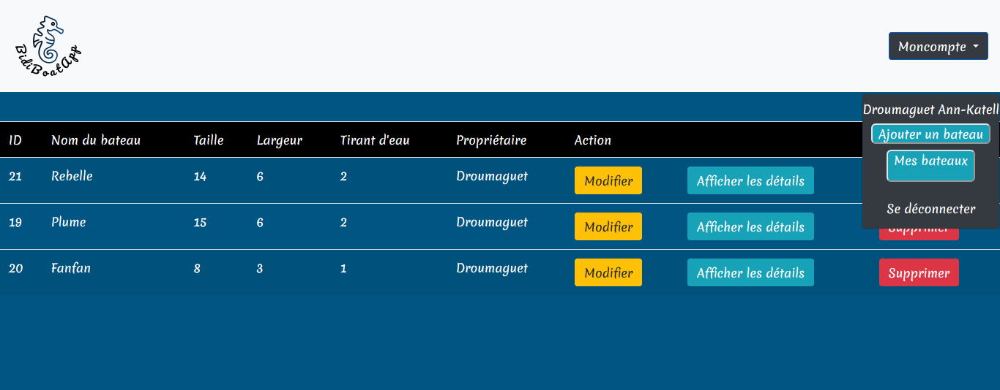 BidiBoatApp
Moncompte
Droumaguet Ann-Katell
Ajouter un bateau
Mes bateaux
Se déconnecter
ID Nom du bateau Taille Largeur Tirant d'eau Propriétaire Action
21 Rebelle 14 6 2 Droumaguet Modifier Afficher les détails
19 Plume 15 6 2 Droumaguet Modifier Afficher les détails Supprimer
20 Fanfan 8 3 1 Droumaguet Modifier Afficher les détails Supprimer